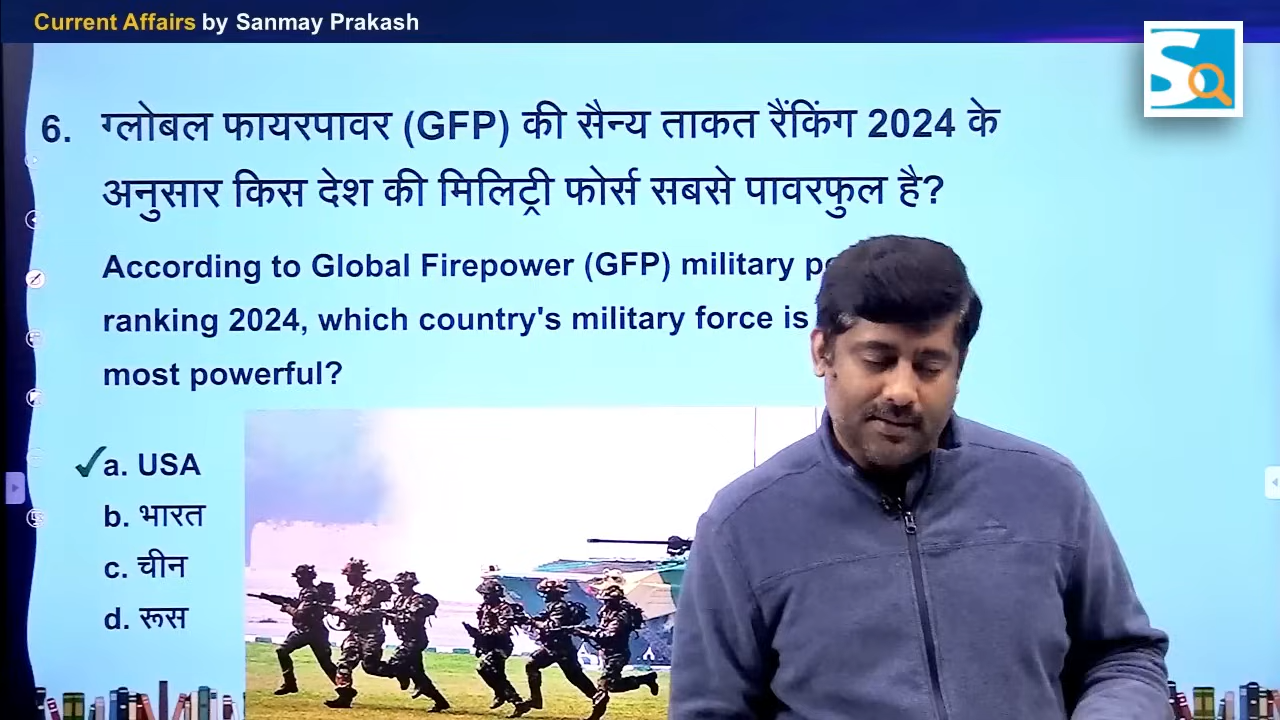 Current Affairs by Sanmay Prakash
SQ
6. ग्लोबल फायरपावर (GFP) की सैन्य ताकत रैंकिंग 2024 के
अनुसार किस देश की मिलिट्री फोर्स सबसे पावरफुल है?
According to Global Firepower (GFP) military
ranking 2024, which country's military force is
most powerful?
a. USA
b. भारत
c. चीन
d. रूस